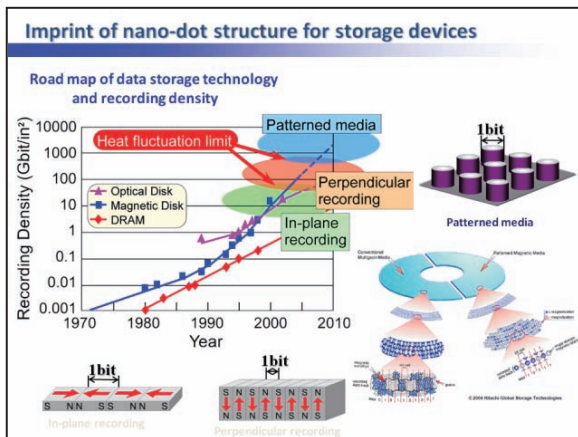 Imprint of nano-dot structure for storage devices
Road map of data storage technology
and recording density
Recording Density (Gbit/in²)
10000
1000
100
50
10
1
0.1
0.01
0.001
1970
1980
1990
2000
2010
Year
Heat fluctuation limit
Patterned media
Perpendicular
recording
In-plane
recording
Optical Disk
Magnetic Disk
DRAM
1bit
Patterned media
Conventional
Multigrain Media
Patterned Magnetic Media
© 2004 Hitachi Global Storage Technologies
1bit
S NN SS NN S
In-plane recording
1bit
S N S N S N S N
N S N S N S N S
Perpendicular recording